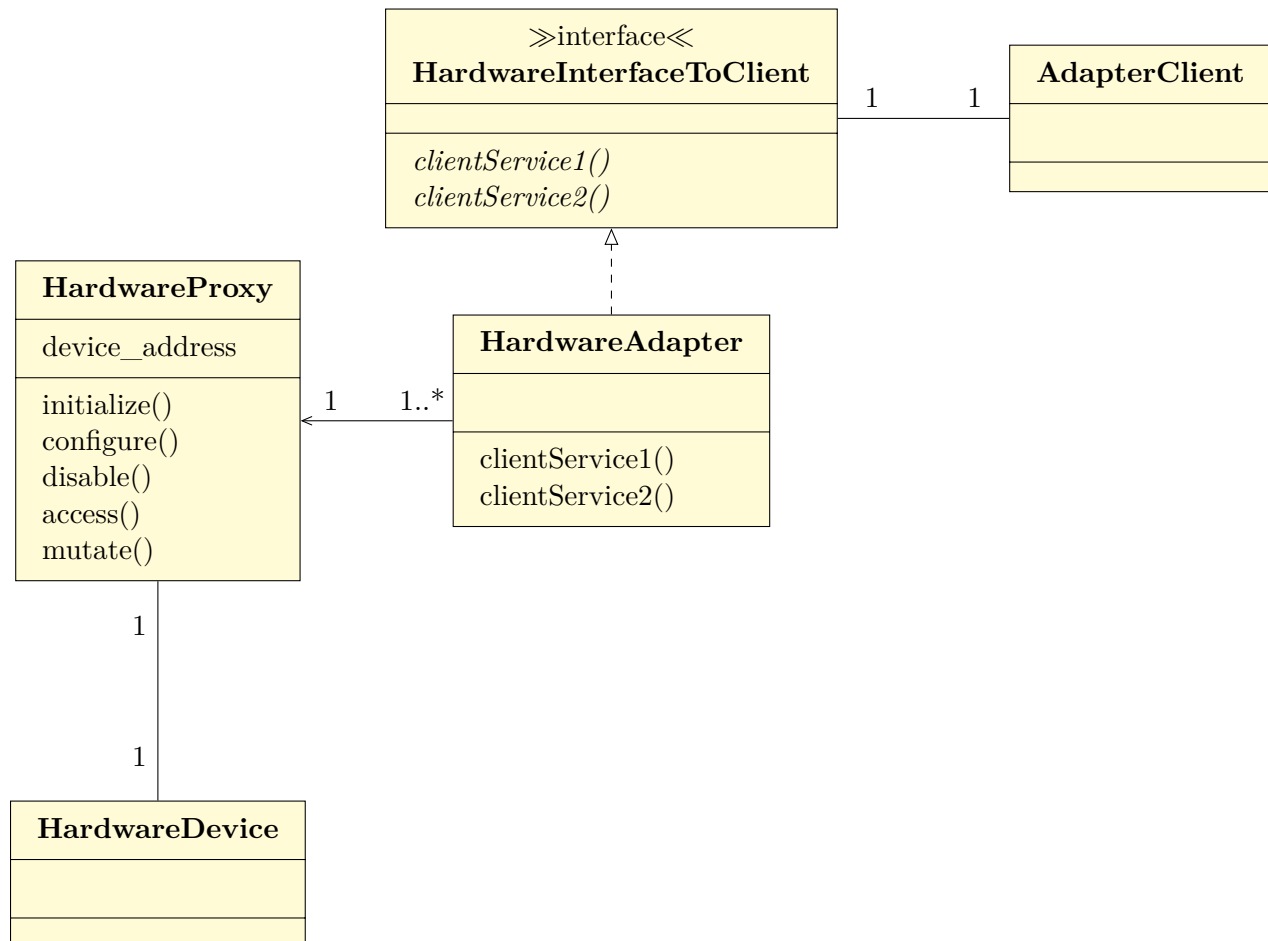 ≫interface≪
HardwareInterfaceToClient
clientService1()
clientService2()
1
1
AdapterClient
HardwareProxy
device_address
initialize()
configure()
disable()
access()
mutate()
1
1..*
HardwareAdapter
clientService1()
clientService2()
1
1
HardwareDevice